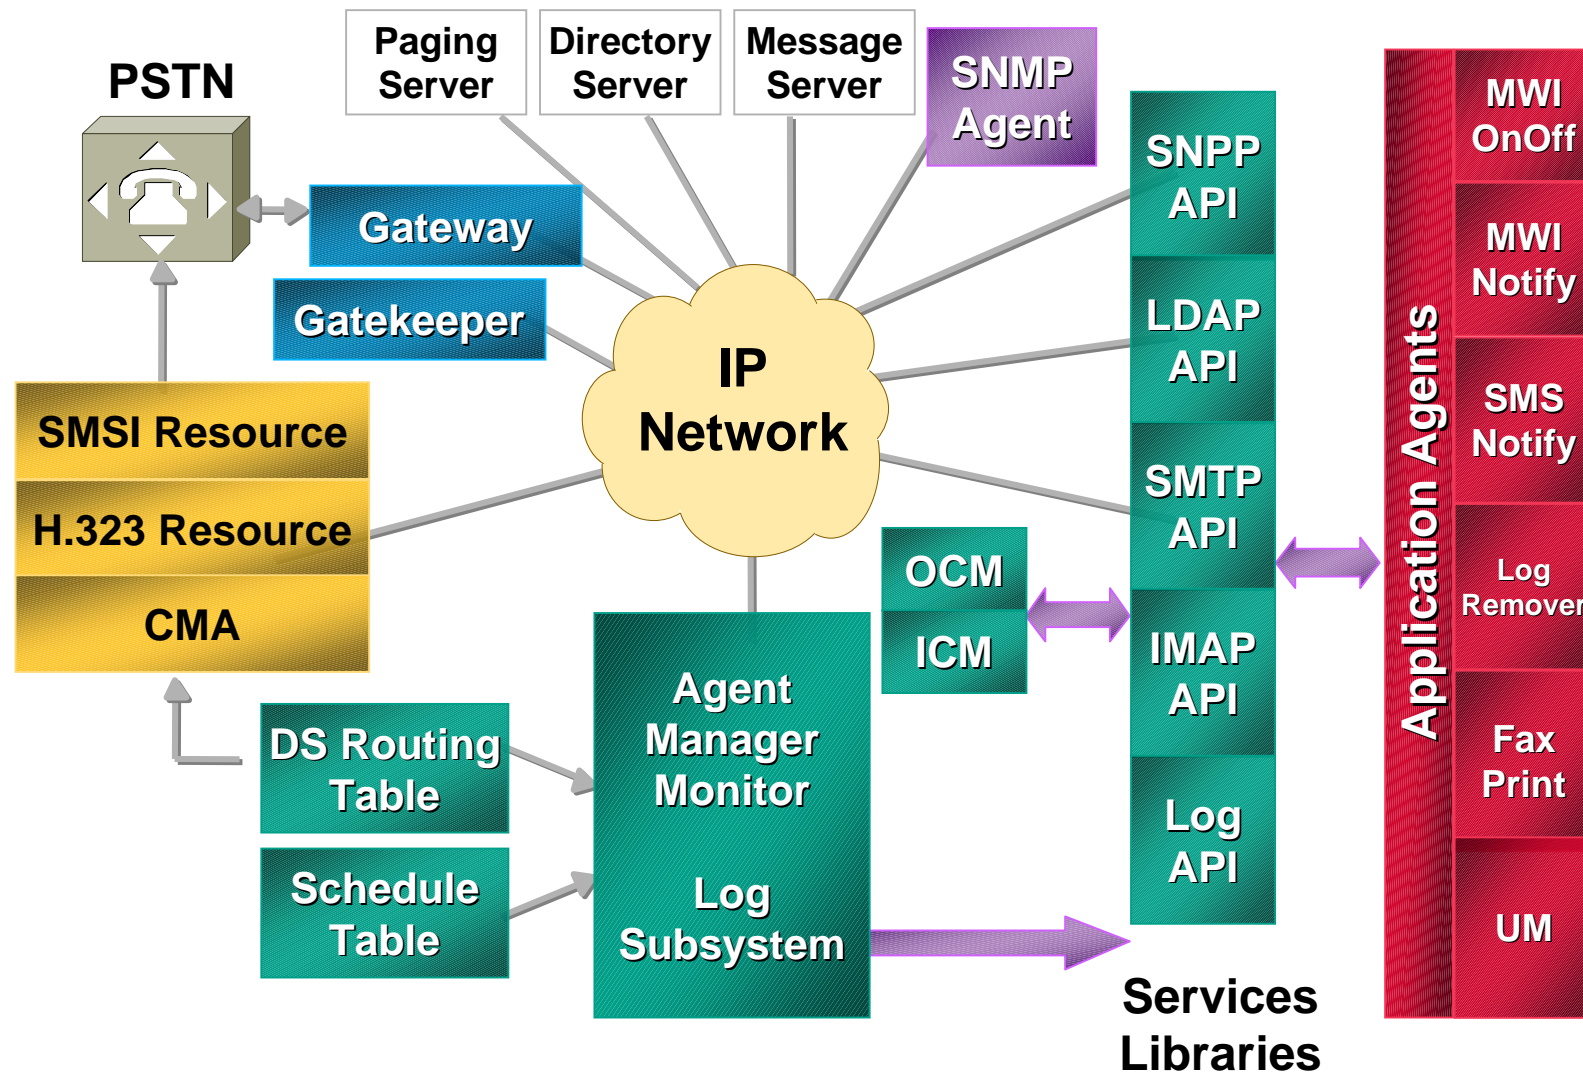 Paging
Server
Directory
Server
Message
Server
SNMP
Agent
PSTN
Gateway
Gatekeeper
IP
Network
SMSI Resource
H.323 Resource
CMA
DS Routing
Table
Schedule
Table
Agent
Manager
Monitor
Log
Subsystem
OCM
ICM
SNPP
API
LDAP
API
SMTP
API
IMAP
API
Log
API
Services
Libraries
Application Agents
MWI
OnOff
MWI
Notify
SMS
Notify
Log
Remover
Fax
Print
UM